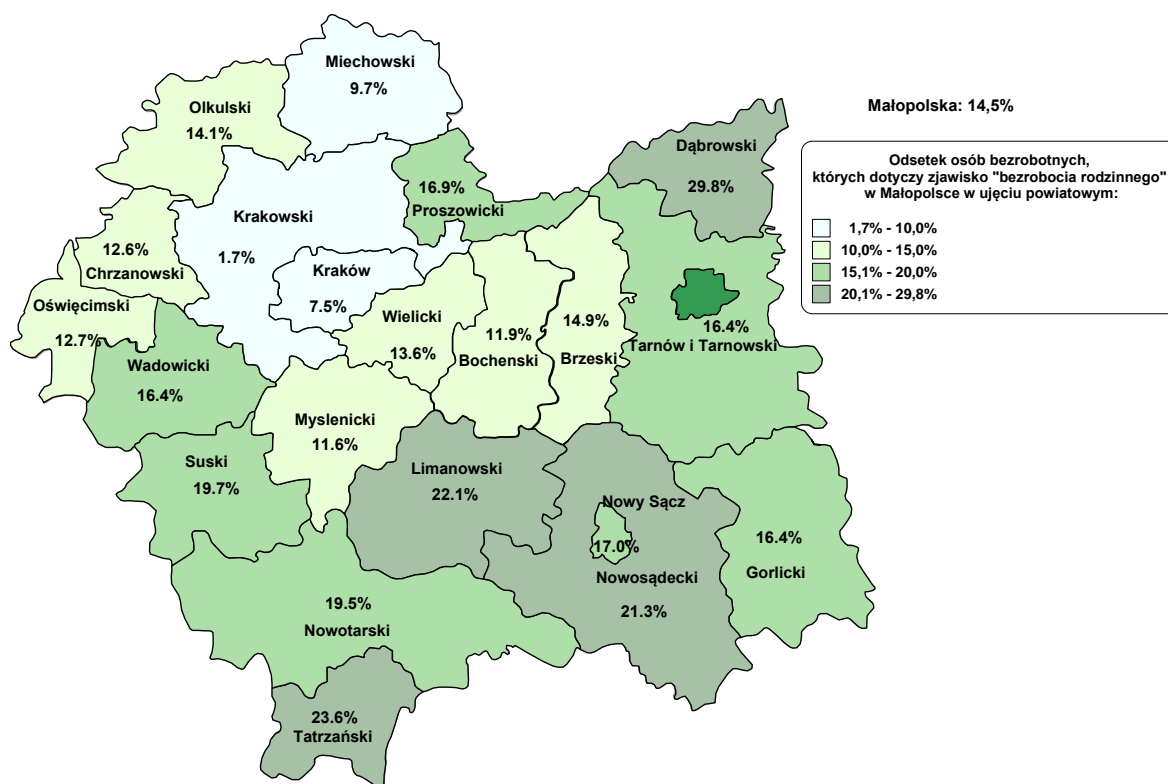 Miechowski
9.7%
Olkulski
14.1%
Małopolska: 14,5%
Dąbrowski
29.8%
Odsetek osób bezrobotnych,
których dotyczy zjawisko "bezrobocia rodzinnego"
w Małopolsce w ujęciu powiatowym:
1,7% - 10,0%
10,0% - 15,0%
15,1% - 20,0%
20,1% - 29,8%
16.9%
Proszowicki
Krakowski
1.7%
12.6%
Chrzanowski
Kraków
7.5%
Oświęcimski
12.7%
Wielicki
13.6%
11.9%
Bochenski
14.9%
Brzeski
16.4%
Tarnów i Tarnowski
Wadowicki
16.4%
Myslenicki
11.6%
Suski
19.7%
Limanowski
22.1%
Nowy Sącz
17.0%
Nowosądecki
21.3%
16.4%
Gorlicki
19.5%
Nowotarski
23.6%
Tatrzański